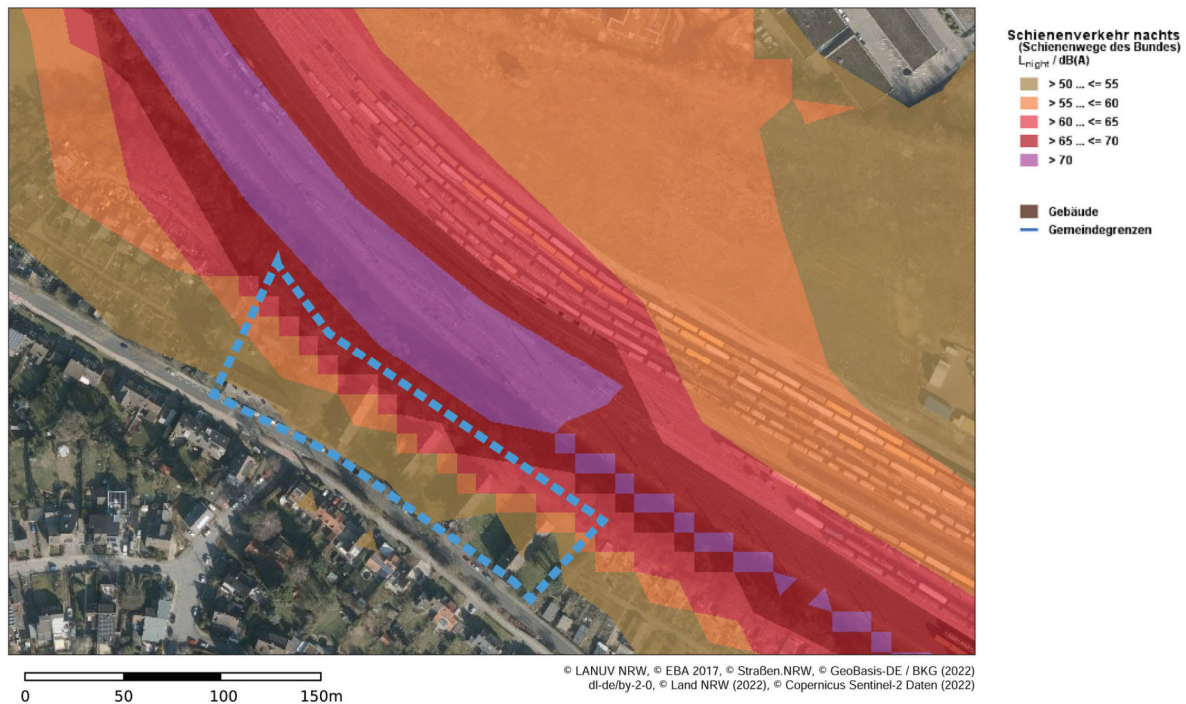 Schienenverkehr nachts
(Schienenwege des Bundes)
Lnight / dB(A)
> 50 ... <= 55
> 55 ... <= 60
> 60 ... <= 65
> 65 ... <= 70
> 70
Gebäude
Gemeindegrenzen
0 50 100 150m
© LANUV NRW, © EBA 2017, © Straßen.NRW, © GeoBasis-DE / BKG (2022)
dl-de/by-2-0, © Land NRW (2022), © Copernicus Sentinel-2 Daten (2022)